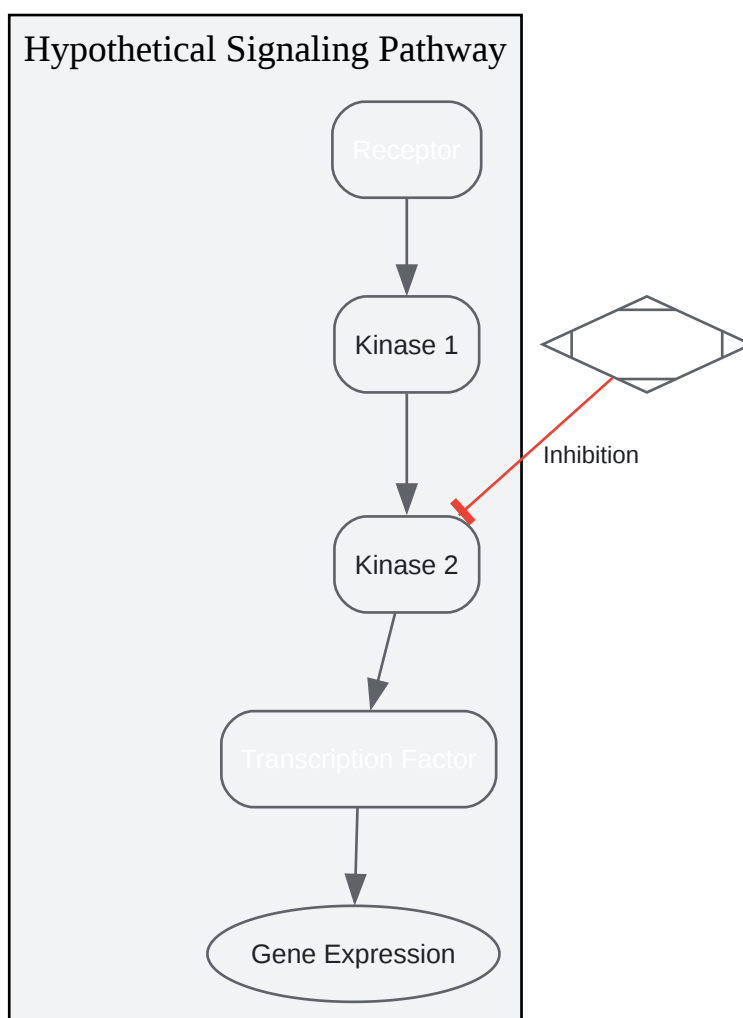 Hypothetical Signaling Pathway
Receptor
Kinase 1
Inhibition
Kinase 2
Transcription Factor
Gene Expression